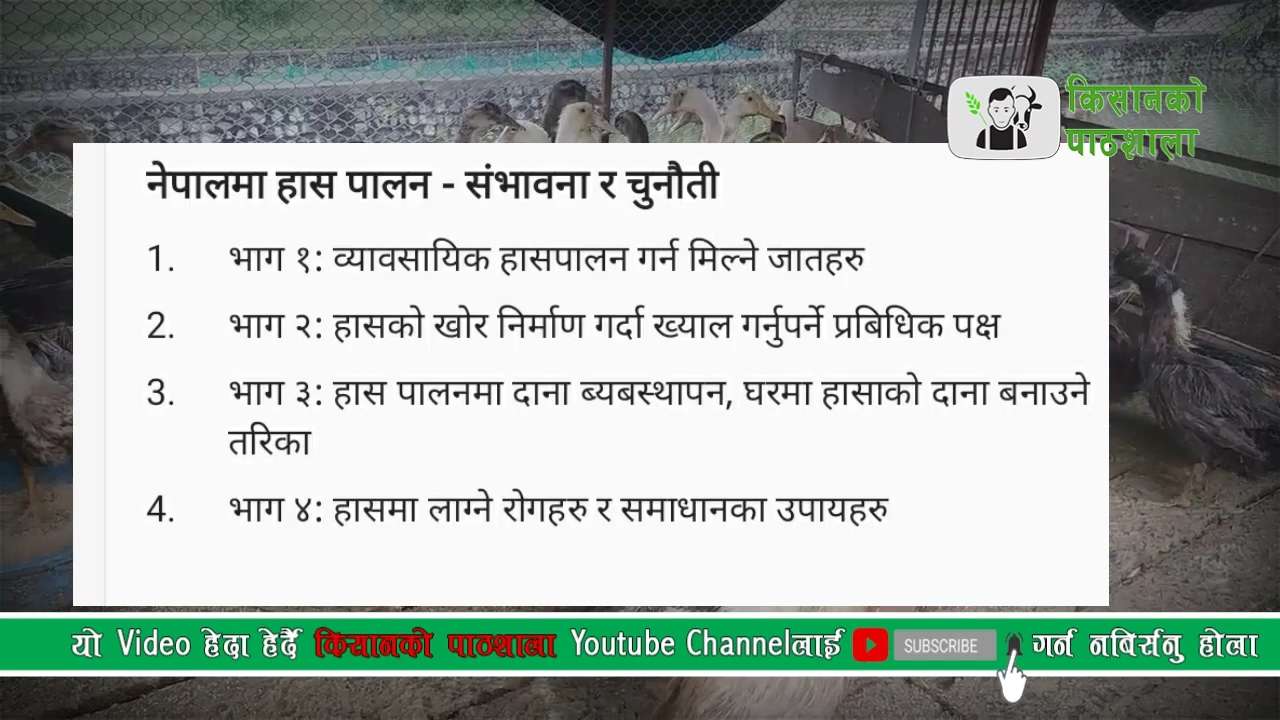 किसानको
पाठशाला
नेपालमा हास पालन - संभावना र चुनौती
1. भाग १: व्यावसायिक हासपालन गर्न मिल्ने जातहरु
2. भाग २: हासको खोर निर्माण गर्दा ख्याल गर्नुपर्ने प्रबिधिक पक्ष
3. भाग ३: हास पालनमा दाना ब्यबस्थापन, घरमा हासाको दाना बनाउने
तरिका
4. भाग ४: हासमा लाग्ने रोगहरु र समाधानका उपायहरु
यो Video हेदा हेर्दै किसानको पाठशाला Youtube Channelलाई SUBSCRIBE गर्न नबिर्सनु होला